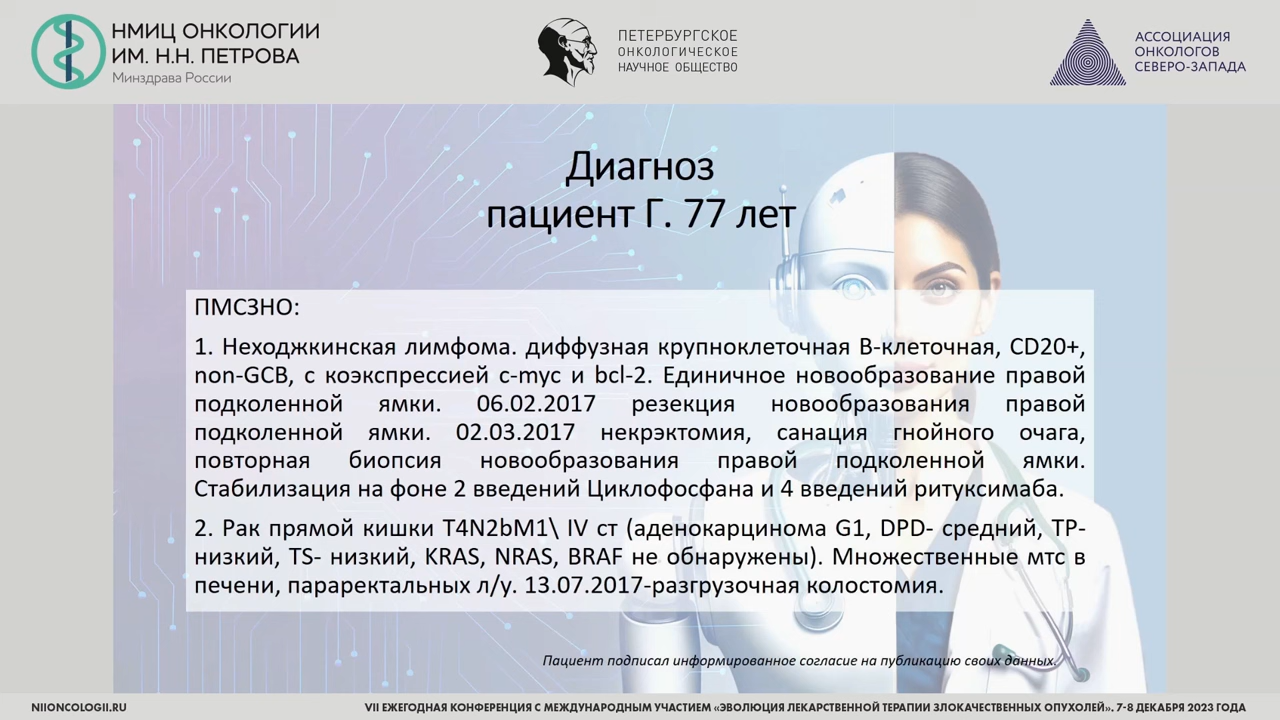 НМИЦ ОНКОЛОГИИ
ИМ. Н.Н. ПЕТРОВА
Минздрава России
ПЕТЕРБУРГСКОЕ
ОНКОЛОГИЧЕСКОЕ
НАУЧНОЕ ОБЩЕСТВО
АССОЦИАЦИЯ
ОНКОЛОГОВ
СЕВЕРО-ЗАПАДА
Диагноз
пациент Г. 77 лет
ПМСЗНО:
1. Неходжкинская лимфома. диффузная крупноклеточная В-клеточная, CD20+,
non-GCB, с коэкспрессией c-myc и bcl-2. Единичное новообразование правой
подколенной ямки. 06.02.2017 резекция новообразования правой
подколенной ямки. 02.03.2017 некрэктомия, санация гнойного очага,
повторная биопсия новообразования правой подколенной ямки.
Стабилизация на фоне 2 введений Циклофосфана и 4 введений ритуксимаба.
2. Рак прямой кишки T4N2bM1\ IV ст (аденокарцинома G1, DPD- средний, TP-
низкий, TS- низкий, KRAS, NRAS, BRAF не обнаружены). Множественные мтс в
печени, параректальных л/у. 13.07.2017-разгрузочная колостомия.
Пациент подписал информированное согласие на публикацию своих данных.
NIIONCOLOGII.RU
VII ЕЖЕГОДНАЯ КОНФЕРЕНЦИЯ С МЕЖДУНАРОДНЫМ УЧАСТИЕМ «ЭВОЛЮЦИЯ ЛЕКАРСТВЕННОЙ ТЕРАПИИ ЗЛОКАЧЕСТВЕННЫХ ОПУХОЛЕЙ». 7-8 ДЕКАБРЯ 2023 ГОДА